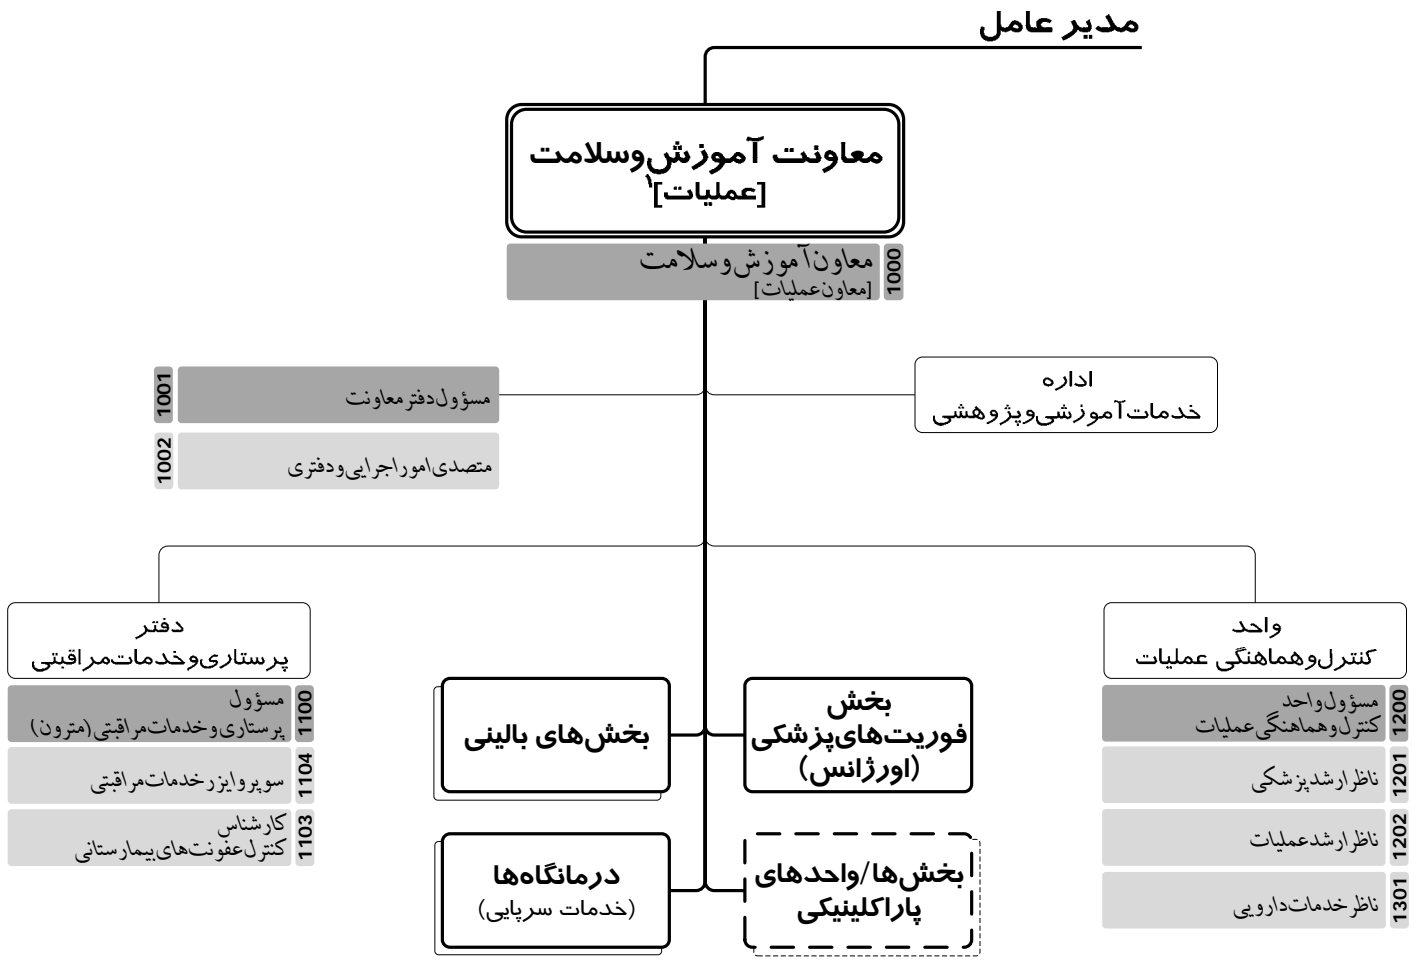 مدیر عامل
معاونت آموزش‌وسلامت
[عملیات]۱
1000
معاون‌آموزش‌وسلامت
[معاون‌عملیات]
اداره
خدمات‌آموزشی‌وپژوهشی
1001
مسؤول‌دفترمعاونت
1002
متصدی‌اموراجرایی‌ودفتری
واحد
کنترل‌وهماهنگی عملیات
1200
مسؤول‌واحد
کنترل‌وهماهنگی‌عملیات
1201
ناظرارشدپزشکی
1202
ناظرارشدعملیات
1301
ناظرخدمات‌دارویی
بخش
فوریت‌های‌پزشکی
(اورژانس)
بخش‌های بالینی
بخش‌ها/واحدهای
پاراکلینیکی
درمانگاه‌ها
(خدمات سرپایی)
دفتر
پرستاری‌وخدمات‌مراقبتی
1100
مسؤول
پرستاری‌وخدمات‌مراقبتی(مترون)
1104
سوپروایزرخدمات‌مراقبتی
1103
کارشناس
کنترل‌عفونت‌های‌بیمارستانی